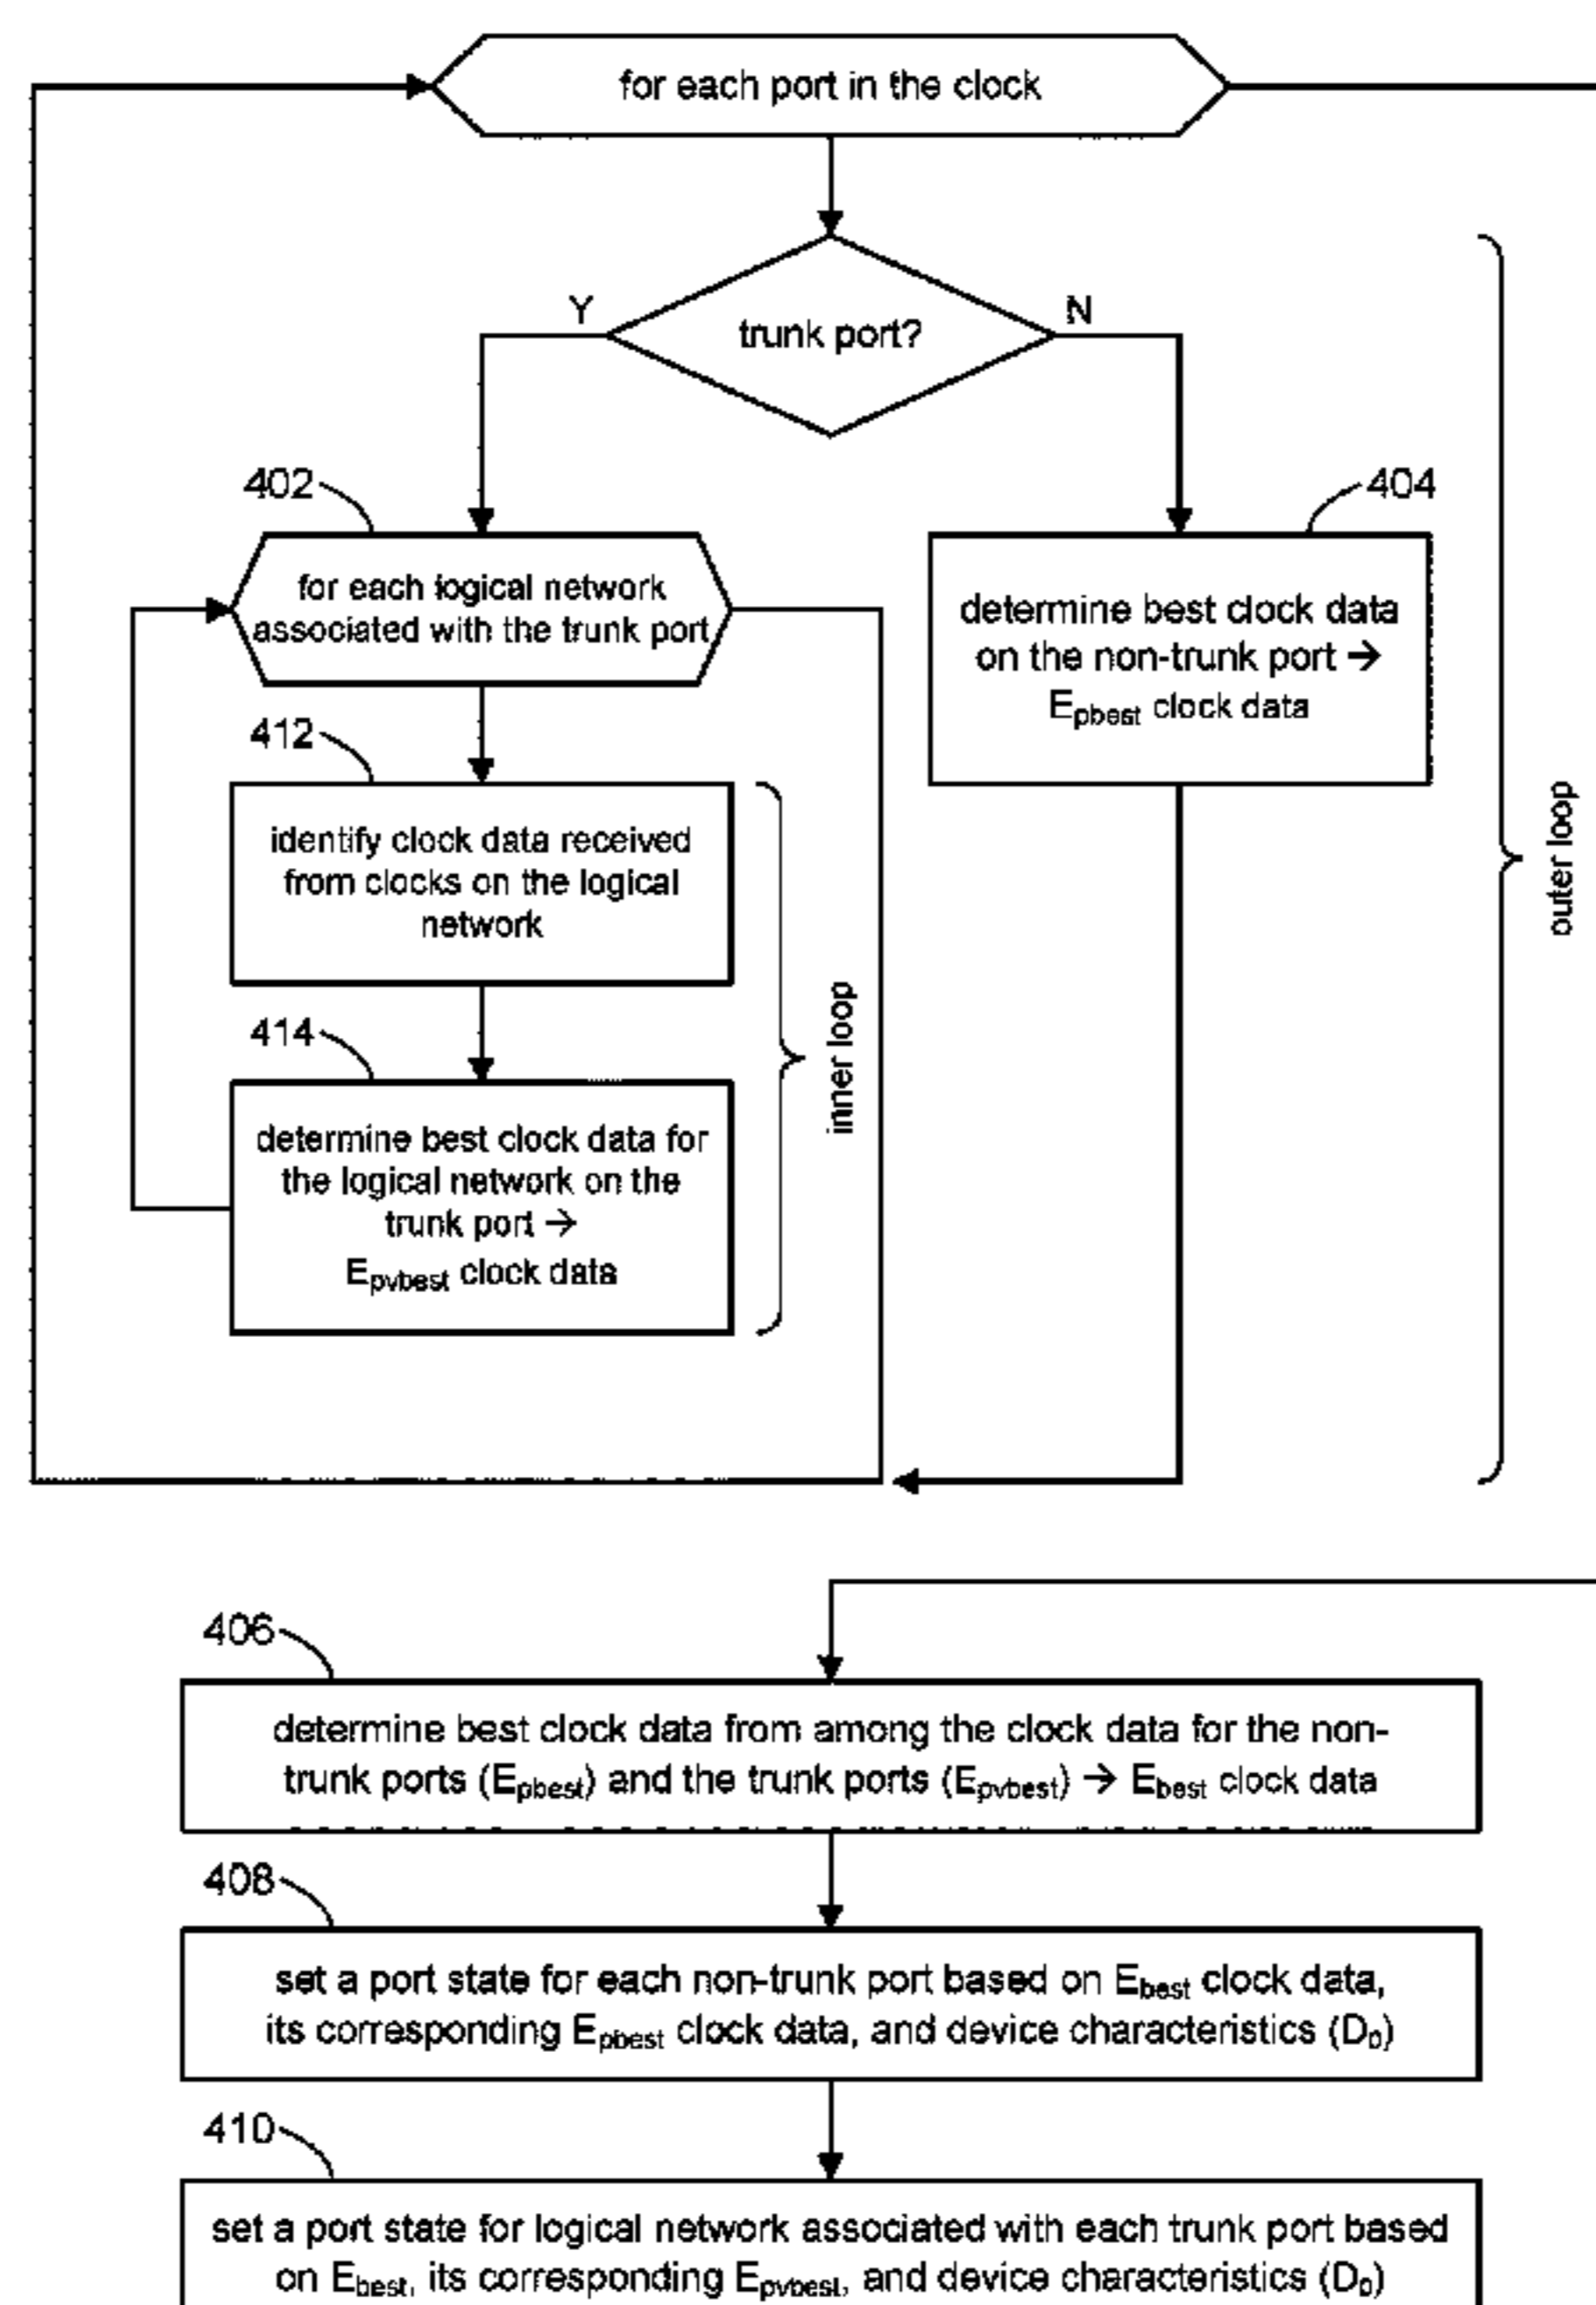 for each port in the clock
Y
trunk port?
N
402
for each logical network
associated with the trunk port
404
determine best clock data
on the non-trunk port →
Epbest clock data
412
identify clock data received
from clocks on the logical
network
414
determine best clock data for
the logical network on the
trunk port →
Epvbest clock data
inner loop
outer loop
406
determine best clock data from among the clock data for the non-
trunk ports (Epbest) and the trunk ports (Epvbest) → Ebest clock data
408
set a port state for each non-trunk port based on Ebest clock data,
its corresponding Epbest clock data, and device characteristics (D0)
410
set a port state for logical network associated with each trunk port based
on Ebest, its corresponding Epvbest, and device characteristics (D0)